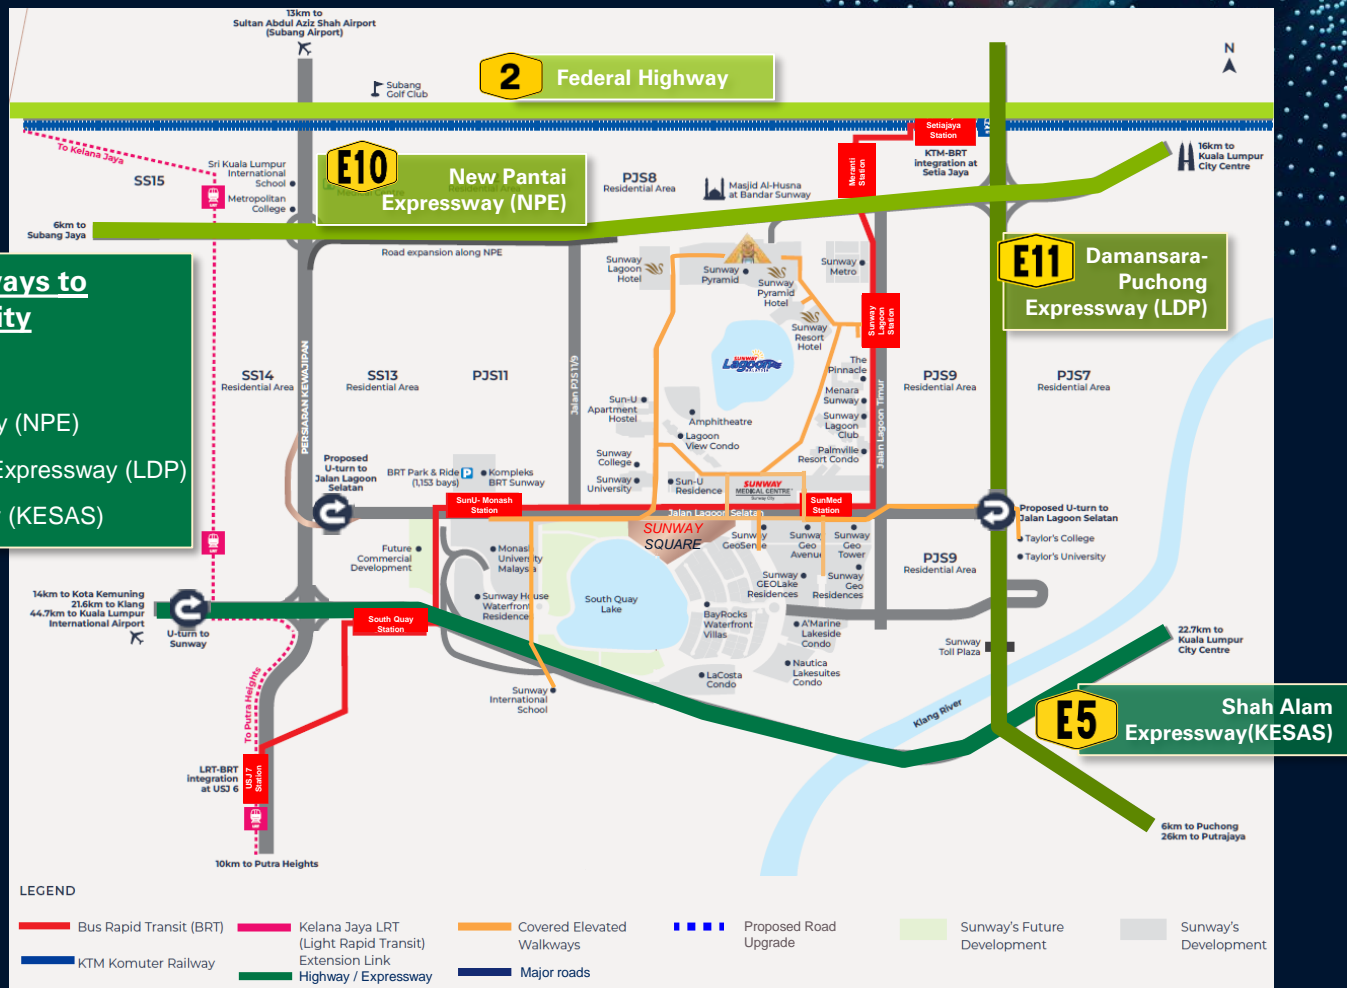 13km to
Sultan Abdul Aziz Shah Airport
(Subang Airport)
N
2
Federal Highway
Subang
Golf Club
To Kelana Jaya
SS15
Sri Kuala Lumpur
International
School
Metropolitan
College
E10
New Pantai
Expressway (NPE)
Residential Area
PJS8
Residential Area
Masjid Al-Husna
at Bandar Sunway
Meranti
Station
Setiajaya
Station
KTM-BRT
integration at
Setia Jaya
16km to
Kuala Lumpur
City Centre
6km to
Subang Jaya
Road expansion along NPE
ways to
ity
y (NPE)
Expressway (LDP)
y (KESAS)
Sunway
Lagoon
Hotel
Sunway
Pyramid
Sunway
Pyramid
Hotel
Sunway
Metro
Sunway
Lagoon
Station
Sunway
Resort
Hotel
SUNWAY
Lagoon
E11
Damansara-
Puchong
Expressway (LDP)
SS14
Residential Area
PERSIARAN KEWAJIPAN
SS13
Residential Area
PJS11
Jalan PJS11/9
The
Pinnacle
Menara
Sunway
Sunway
Lagoon
Club
Palmville
Resort Condo
Jalan Lagoon Timur
PJS9
Residential Area
PJS7
Residential Area
Sun-U
Apartment
Hostel
Amphitheatre
Lagoon
View Condo
Sunway
College
Sunway
University
Sun-U
Residence
SUNWAY
MEDICAL CENTRE
Sunway City
Proposed
U-turn to
Jalan Lagoon
Selatan
BRT Park & Ride P
(1,153 bays)
Kompleks
BRT Sunway
SunU- Monash
Station
Jalan Lagoon Selatan
SunMed
Station
Proposed U-turn to
Jalan Lagoon Selatan
Taylor's College
Taylor's University
SUNWAY
SQUARE
Sunway
GeoSense
Sunway
Geo
Avenue
Sunway
Geo
Tower
PJS9
Residential Area
Future
Commercial
Development
Monash
University
Malaysia
Sunway House
Waterfront
Residence
South Quay
Lake
Sunway
GEOLake
Residences
Sunway
Geo
Residences
BayRocks
Waterfront
Villas
A'Marine
Lakeside
Condo
Nautica
Lakesuites
Condo
LaCosta
Condo
14km to Kota Kemuning
21.6km to Klang
44.7km to Kuala Lumpur
International Airport
U-turn to
Sunway
South Quay
Station
Sunway
International
School
Sunway
Toll Plaza
22.7km to
Kuala Lumpur
City Centre
Klang River
E5
Shah Alam
Expressway(KESAS)
To Putra Heights
LRT-BRT
integration
at USJ 6
USJ 7
Station
10km to Putra Heights
6km to Puchong
26km to Putrajaya
LEGEND
Bus Rapid Transit (BRT)
KTM Komuter Railway
Kelana Jaya LRT
(Light Rapid Transit)
Extension Link
Highway / Expressway
Covered Elevated
Walkways
Major roads
Proposed Road
Upgrade
Sunway's Future
Development
Sunway's
Development